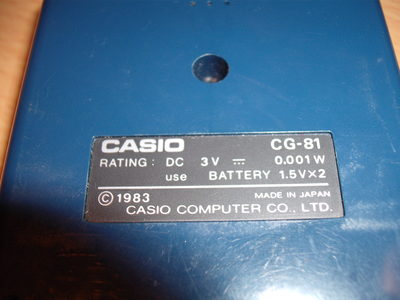 CASIO CG-81
RATING: DC 3V ⎓ 0.001W
use BATTERY 1.5V×2
©1983 MADE IN JAPAN
CASIO COMPUTER CO., LTD.